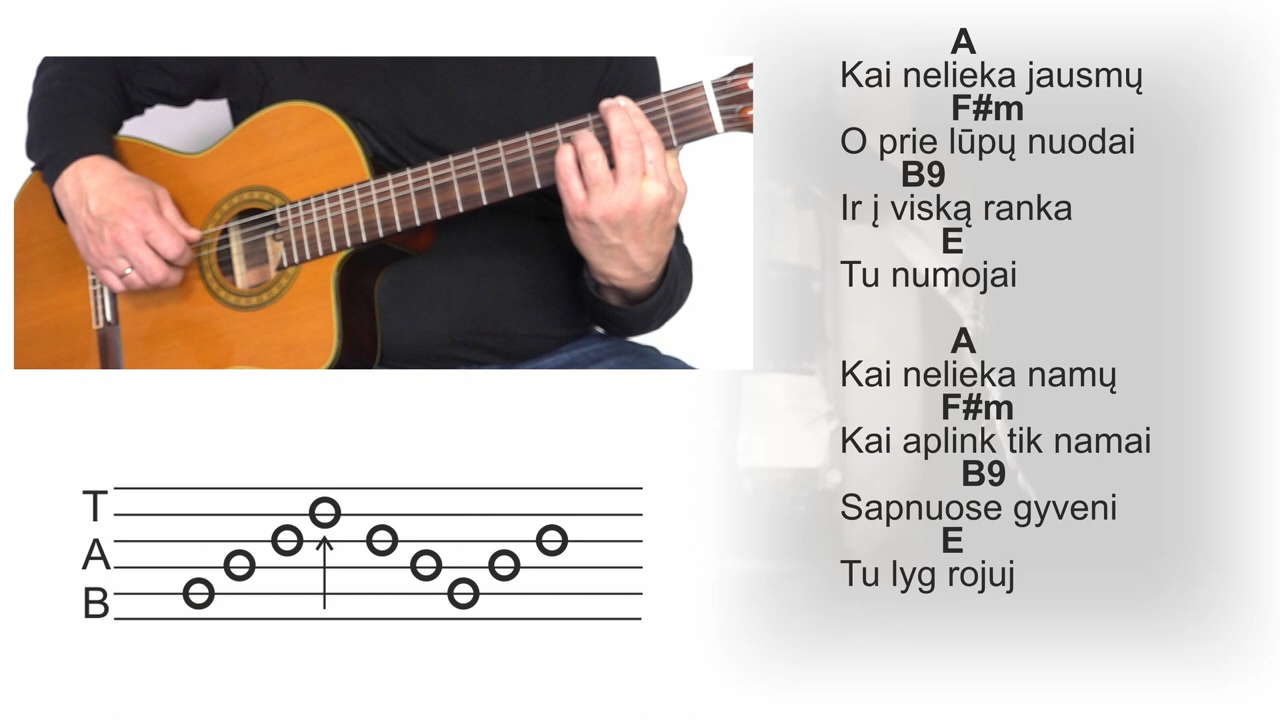 A
Kai nelieka jausmų
F#m
O prie lūpų nuodai
B9
Ir į viską ranka
E
Tu numojai
A
Kai nelieka namų
F#m
Kai aplink tik namai
B9
Sapnuose gyveni
E
Tu lyg rojuj
T
A
B